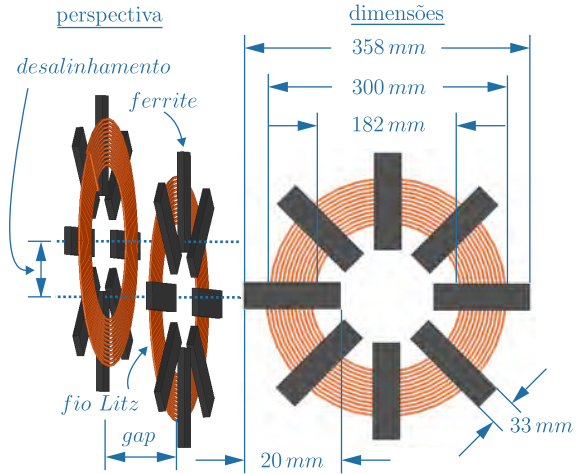 perspectiva
dimensões
358 mm
desalinhamento
300 mm
ferrite
182 mm
fio Litz
33 mm
gap
20 mm